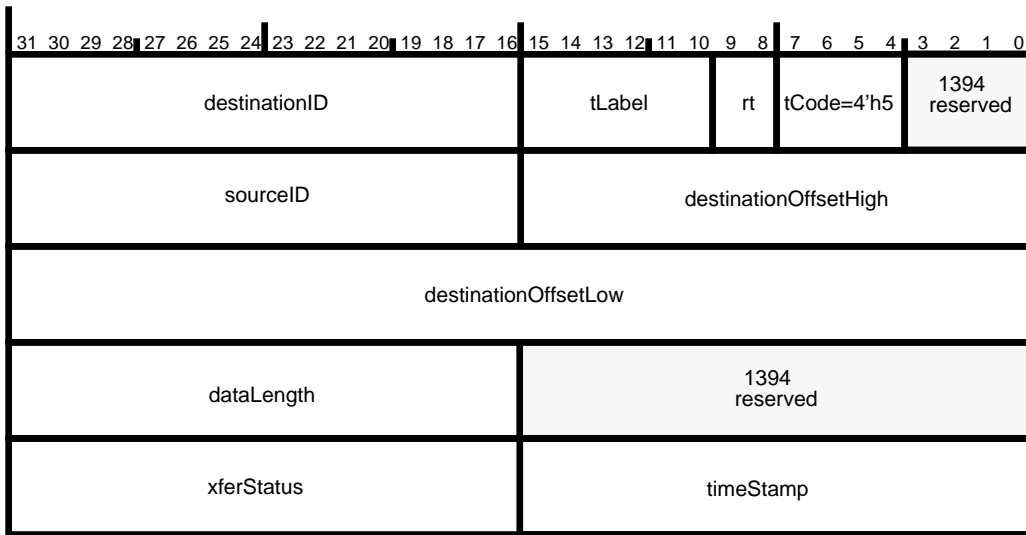 31 30 29 28 27 26 25 24 23 22 21 20 19 18 17 16 15 14 13 12 11 10 9 8 7 6 5 4 3 2 1 0
destinationID tLabel rt tCode=4'h5 1394
reserved
sourceID destinationOffsetHigh
destinationOffsetLow
dataLength 1394
reserved
xferStatus timeStamp